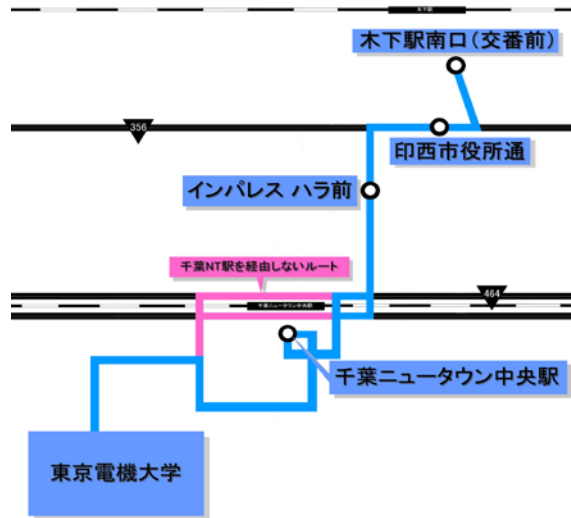 木下駅
木下駅南口(交番前)
356
印西市役所通
インパレス ハラ前
千葉NT駅を経由しないルート
464
千葉ニュータウン中央駅
千葉ニュータウン中央駅
東京電機大学